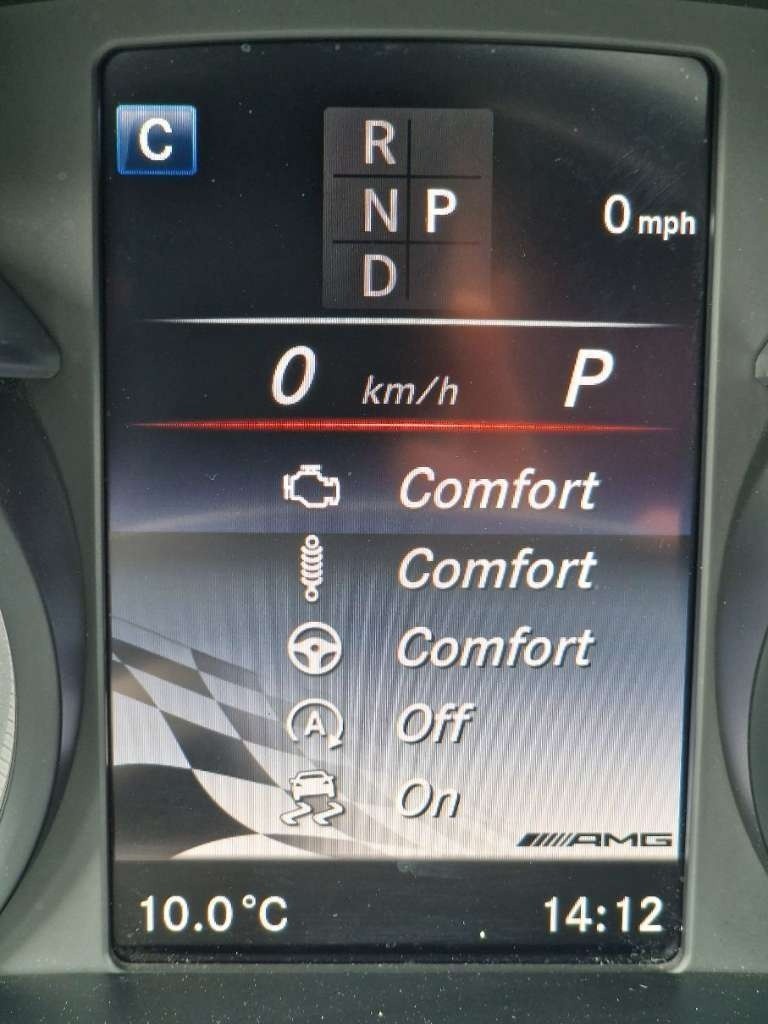 C
R
N P
D
0 mph
0 km/h P
Comfort
Comfort
Comfort
A Off
On
AMG
10.0°C 14:12